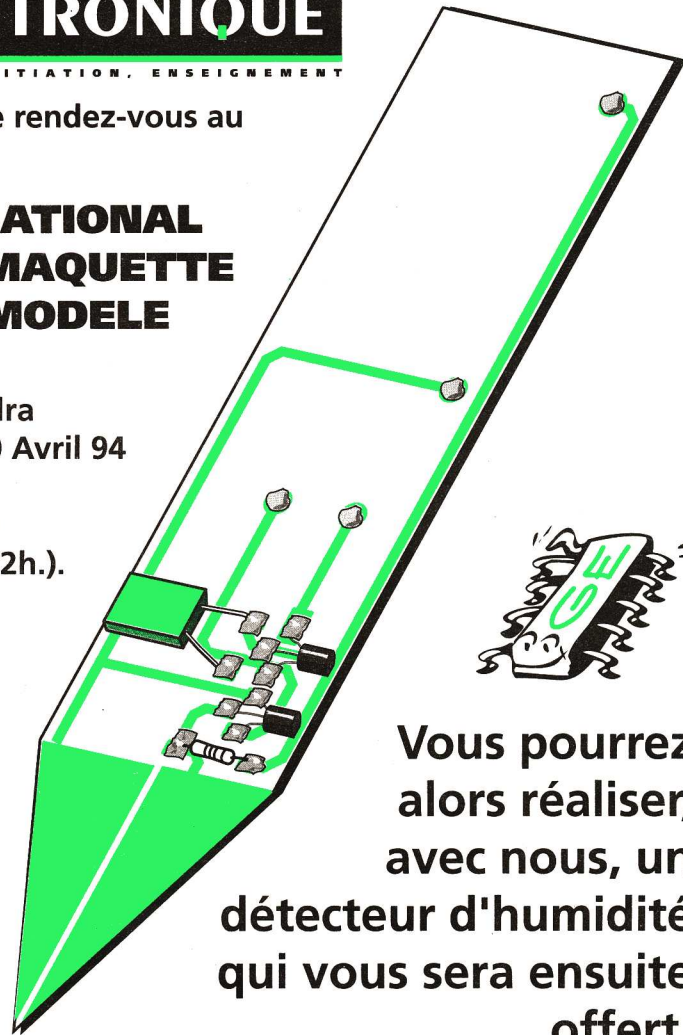 TRONIQUE
ITIATION, ENSEIGNEMENT
e rendez-vous au
ATIONAL
MAQUETTE
MODELE
dra
Avril 94
2h.).
GE
Vous pourrez
alors réaliser,
avec nous, un
détecteur d'humidité
qui vous sera ensuite
offert.